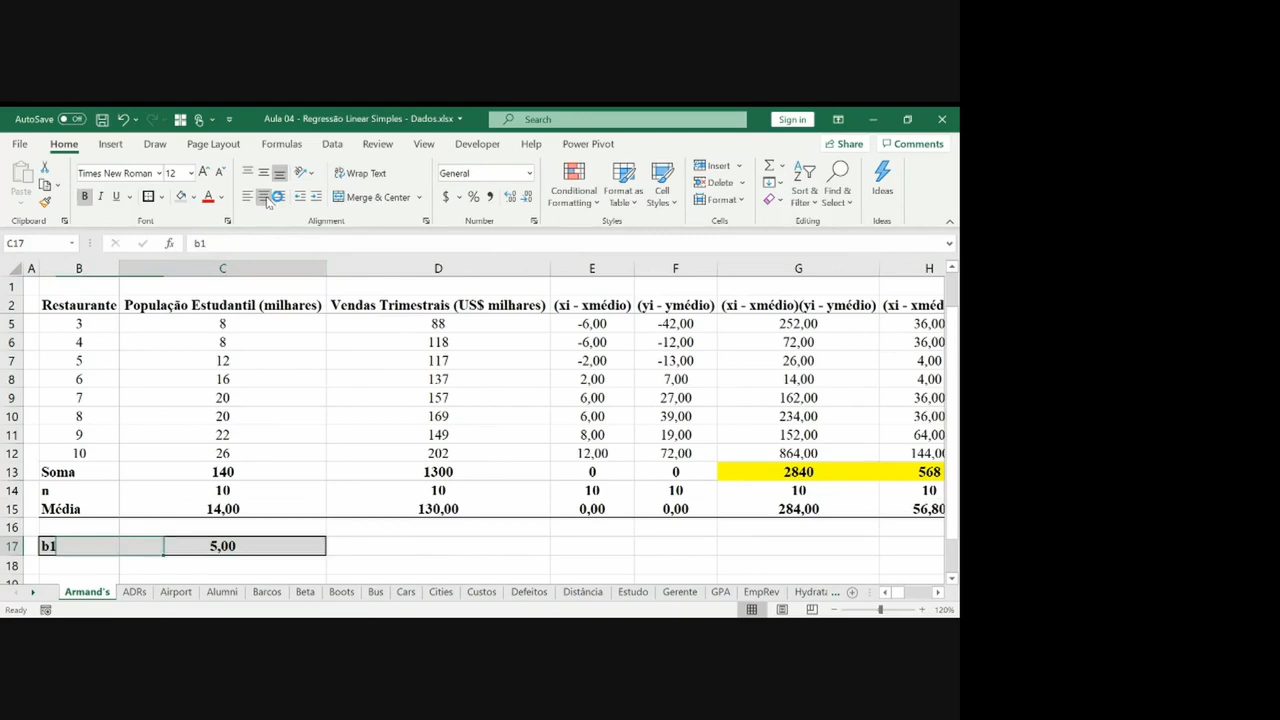 AutoSave Off Aula 04 - Regressão Linear Simples - Dados.xlsx Search Sign in
File Home Insert Draw Page Layout Formulas Data Review View Developer Help Power Pivot Share Comments
Paste Times New Roman 12 A A Wrap Text General Conditional Formatting Format as Table Cell Styles Insert Delete Format Sort & Filter Find & Select Ideas
B I U A Merge & Center $ % 9
Clipboard Font Alignment Number Styles Cells Editing Ideas
C17 fx b1
A B C D E F G H
1
2 Restaurante População Estudantil (milhares) Vendas Trimestrais (US$ milhares) (xi - xmédio) (yi - ymédio) (xi - xmédio)(yi - ymédio) (xi - xméd
5 3 8 88 -6,00 -42,00 252,00 36,00
6 4 8 118 -6,00 -12,00 72,00 36,00
7 5 12 117 -2,00 -13,00 26,00 4,00
8 6 16 137 2,00 7,00 14,00 4,00
9 7 20 157 6,00 27,00 162,00 36,00
10 8 20 169 6,00 39,00 234,00 36,00
11 9 22 149 8,00 19,00 152,00 64,00
12 10 26 202 12,00 72,00 864,00 144,00
13 Soma 140 1300 0 0 2840 568
14 n 10 10 10 10 10 10
15 Média 14,00 130,00 0,00 0,00 284,00 56,80
16
17 b1 5,00
18
Armand's ADRs Airport Alumni Barcos Beta Boots Bus Cars Cities Custos Defeitos Distância Estudo Gerente GPA EmpRev Hydrata ...
Ready 120%